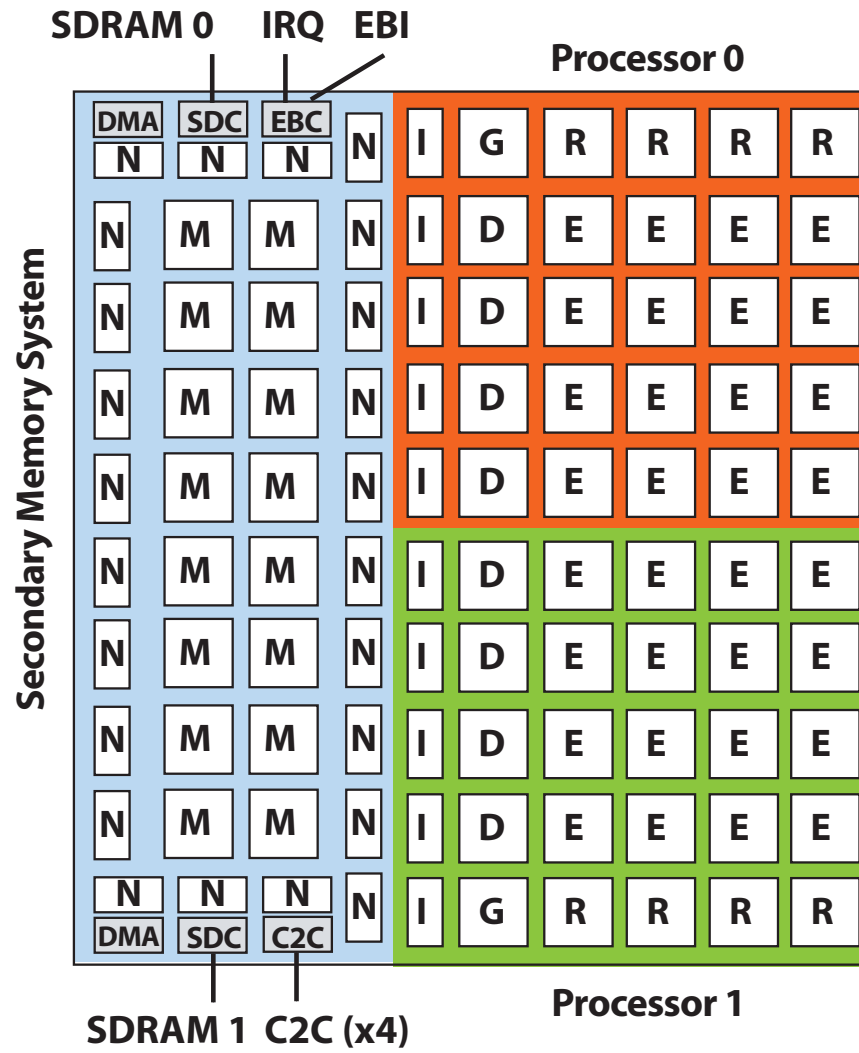 SDRAM 0 IRQ EBI
Processor 0
Secondary Memory System
DMA SDC EBC
N N N N I G R R R R
N M M N I D E E E E
N M M N I D E E E E
N M M N I D E E E E
N M M N I D E E E E
N M M N I D E E E E
N M M N I D E E E E
N M M N I D E E E E
N M M N I D E E E E
N N N N I G R R R R
DMA SDC C2C
Processor 1
SDRAM 1 C2C (x4)